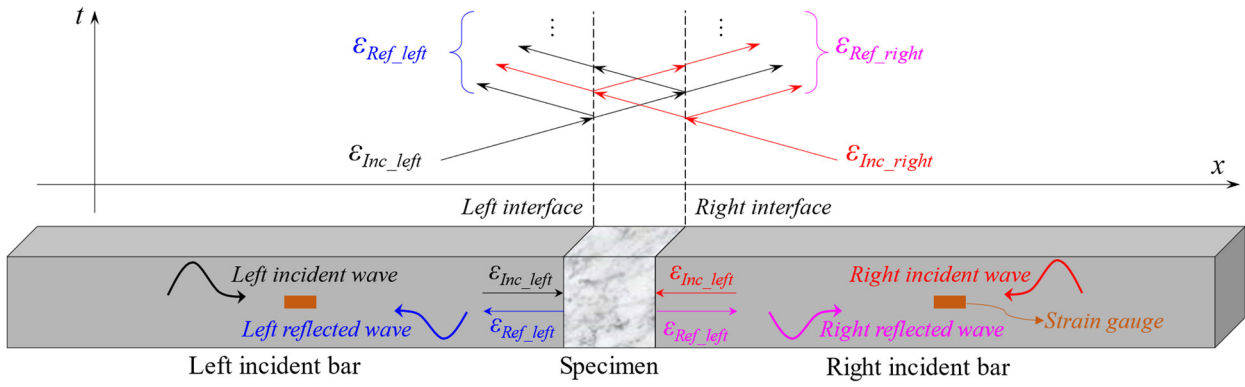 t
⋮ ⋮
ε_Ref_left ε_Ref_right
ε_Inc_left ε_Inc_right
x
Left interface Right interface
Left incident wave ε_Inc_left ε_Inc_left Right incident wave
Left reflected wave ε_Ref_left ε_Ref_left Right reflected wave Strain gauge
Left incident bar Specimen Right incident bar